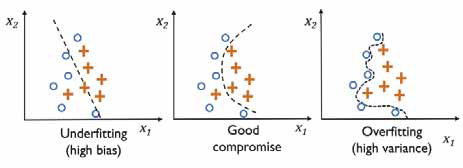 X2
X2
X2
X1
X1
X1
Underfitting
(high bias)
Good
compromise
Overfitting
(high variance)